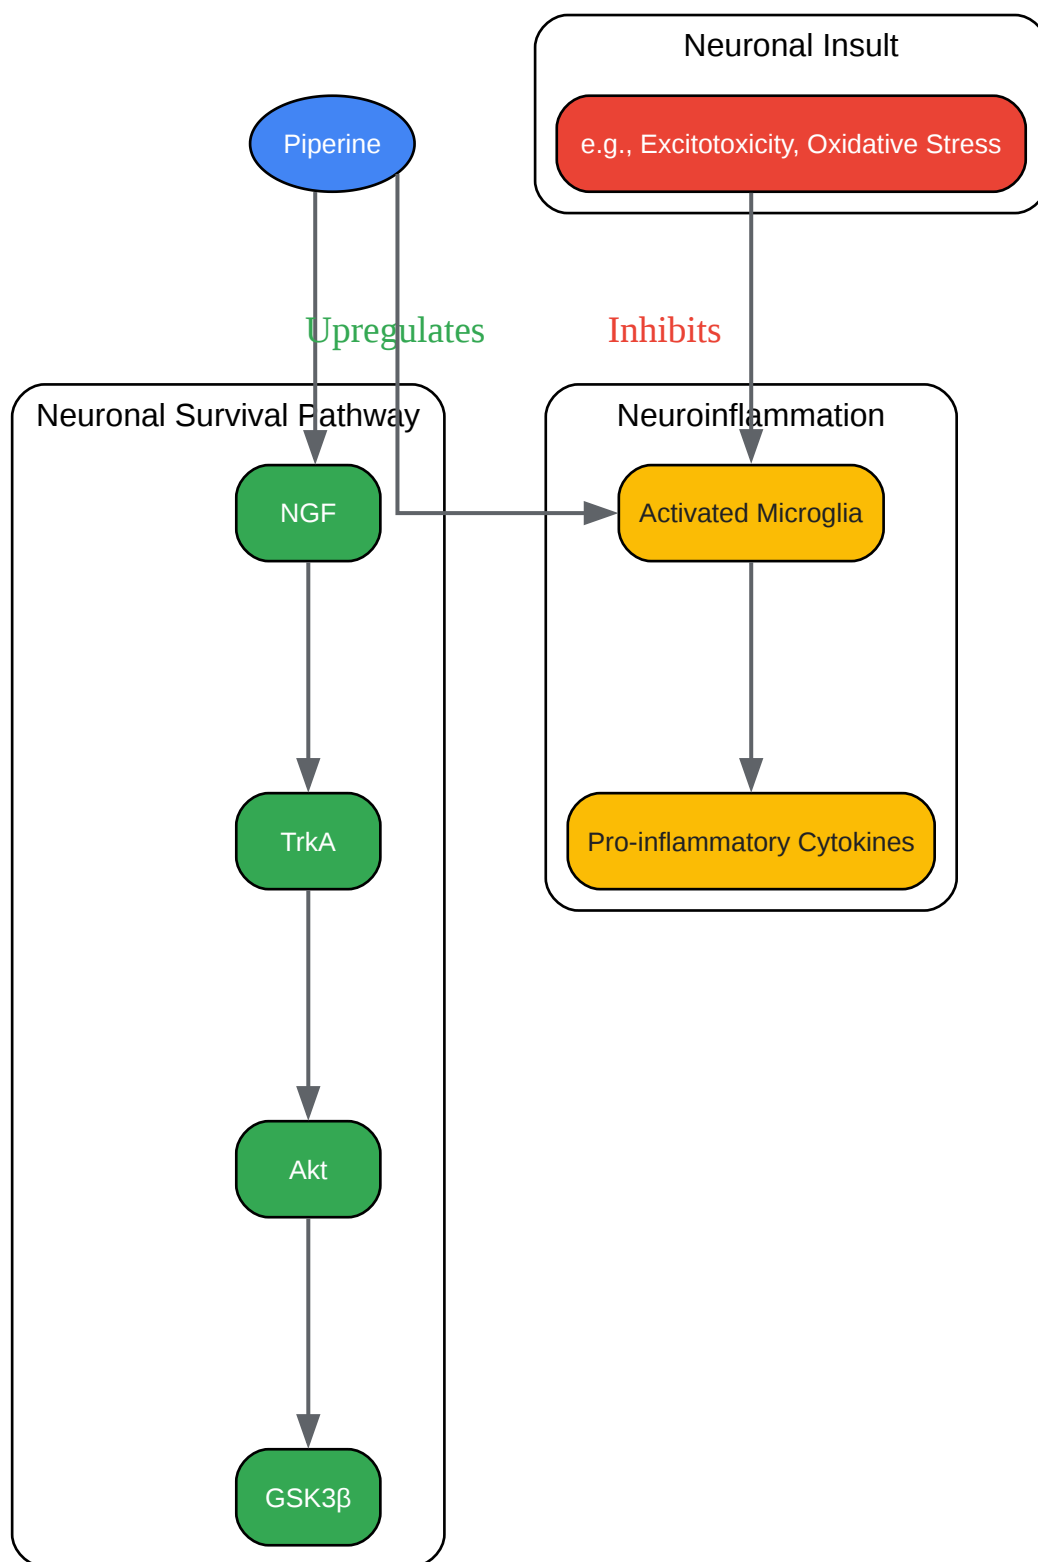 Neuronal Insult
Piperine
e.g., Excitotoxicity, Oxidative Stress
Upregulates
Inhibits
Neuronal Survival Pathway
Neuroinflammation
NGF
Activated Microglia
TrkA
Pro-inflammatory Cytokines
Akt
GSK3β